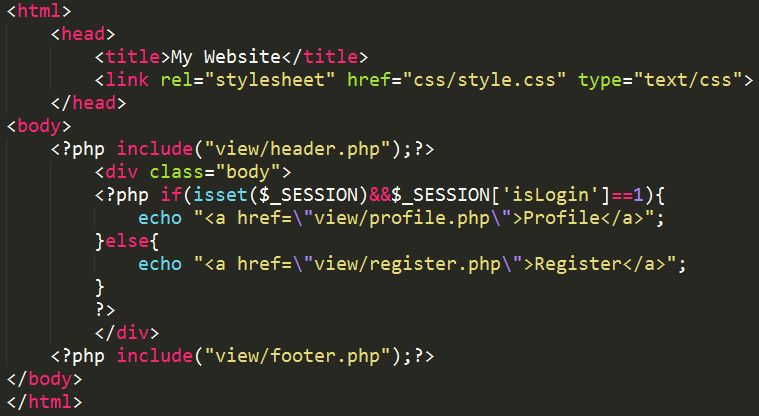 <html>
    <head>
        <title>My Website</title>
        <link rel="stylesheet" href="css/style.css" type="text/css">
    </head>
<body>
    <?php include("view/header.php");?>
        <div class="body">
        <?php if(isset($_SESSION)&&$_SESSION['isLogin']==1){
            echo "<a href=\"view/profile.php\">Profile</a>";
        }else{
            echo "<a href=\"view/register.php\">Register</a>";
        }
        ?>
        </div>
    <?php include("view/footer.php");?>
</body>
</html>